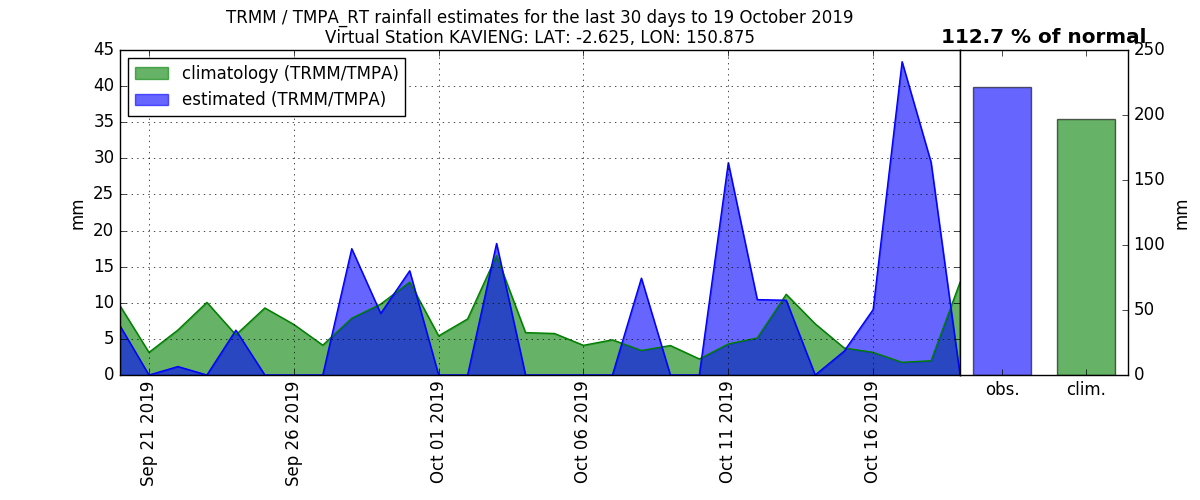 TRMM / TMPA_RT rainfall estimates for the last 30 days to 19 October 2019
Virtual Station KAVIENG: LAT: -2.625, LON: 150.875
112.7 % of normal
climatology (TRMM/TMPA)
estimated (TRMM/TMPA)
45
40
35
30
25
20
15
10
5
0
mm
Sep 21 2019
Sep 26 2019
Oct 01 2019
Oct 06 2019
Oct 11 2019
Oct 16 2019
obs.
clim.
250
200
150
100
50
0
mm